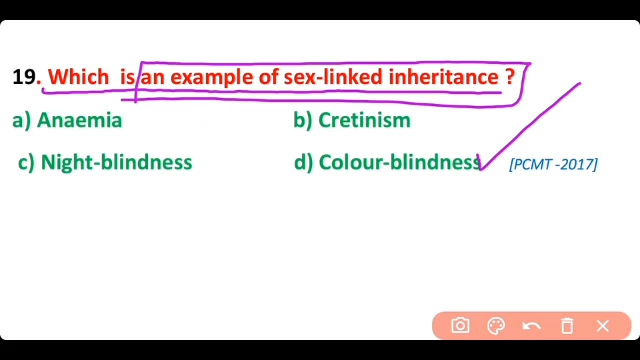 19. Which is an example of sex-linked inheritance ?
a) Anaemia b) Cretinism
c) Night-blindness d) Colour-blindness [PCMT -2017]